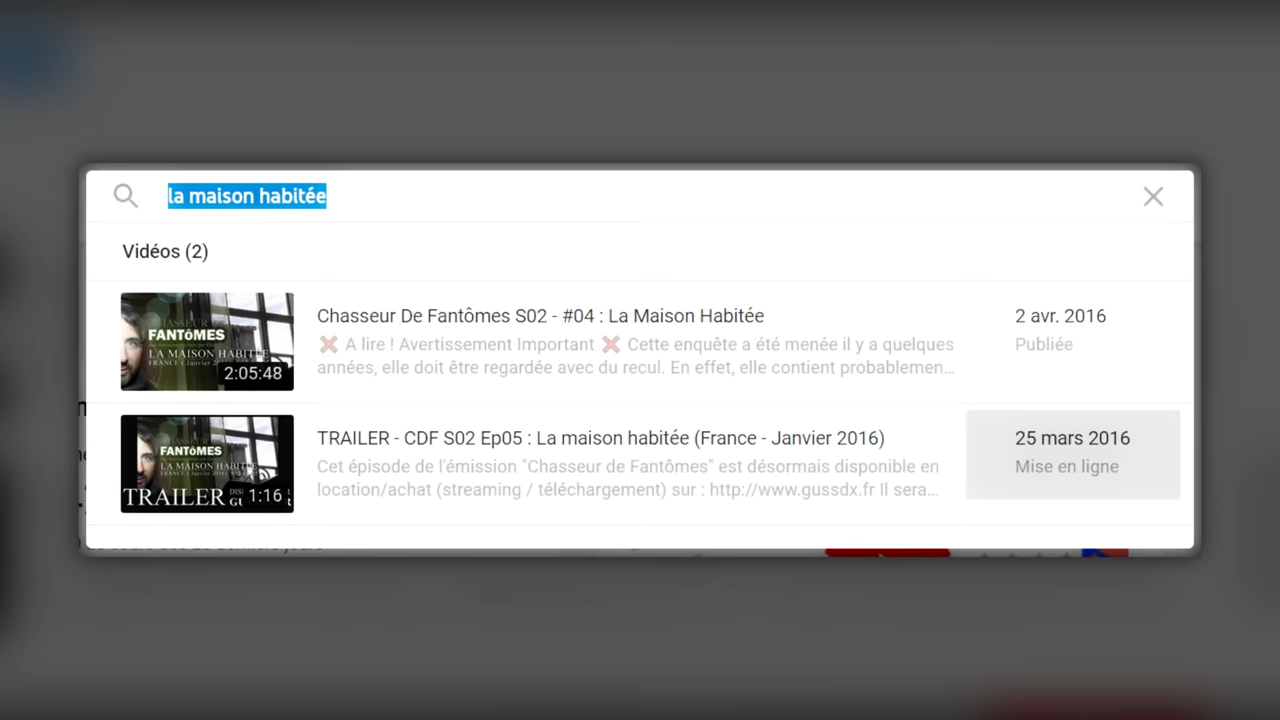 la maison habitée
Vidéos (2)
FANTôMES
LA MAISON HABITÉE
2:05:48
Chasseur De Fantômes S02 - #04 : La Maison Habitée
❌ A lire ! Avertissement Important ❌ Cette enquête a été menée il y a quelques
années, elle doit être regardée avec du recul. En effet, elle contient probablemen...
2 avr. 2016
Publiée
FANTôMES
LA MAISON HABITÉE
TRAILER
1:16
TRAILER - CDF S02 Ep05 : La maison habitée (France - Janvier 2016)
Cet épisode de l'émission "Chasseur de Fantômes" est désormais disponible en
location/achat (streaming / téléchargement) sur : http://www.gussdx.fr Il sera...
25 mars 2016
Mise en ligne